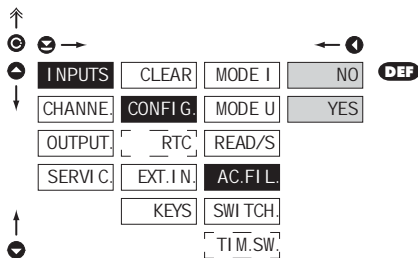 INPUTS CLEAR MODE I NO DEF
CHANNE. CONFIG. MODE U YES
OUTPUT. RTC READ/S
SERVIC. EXT.IN. AC.FIL.
KEYS SWITCH.
TIM.SW.